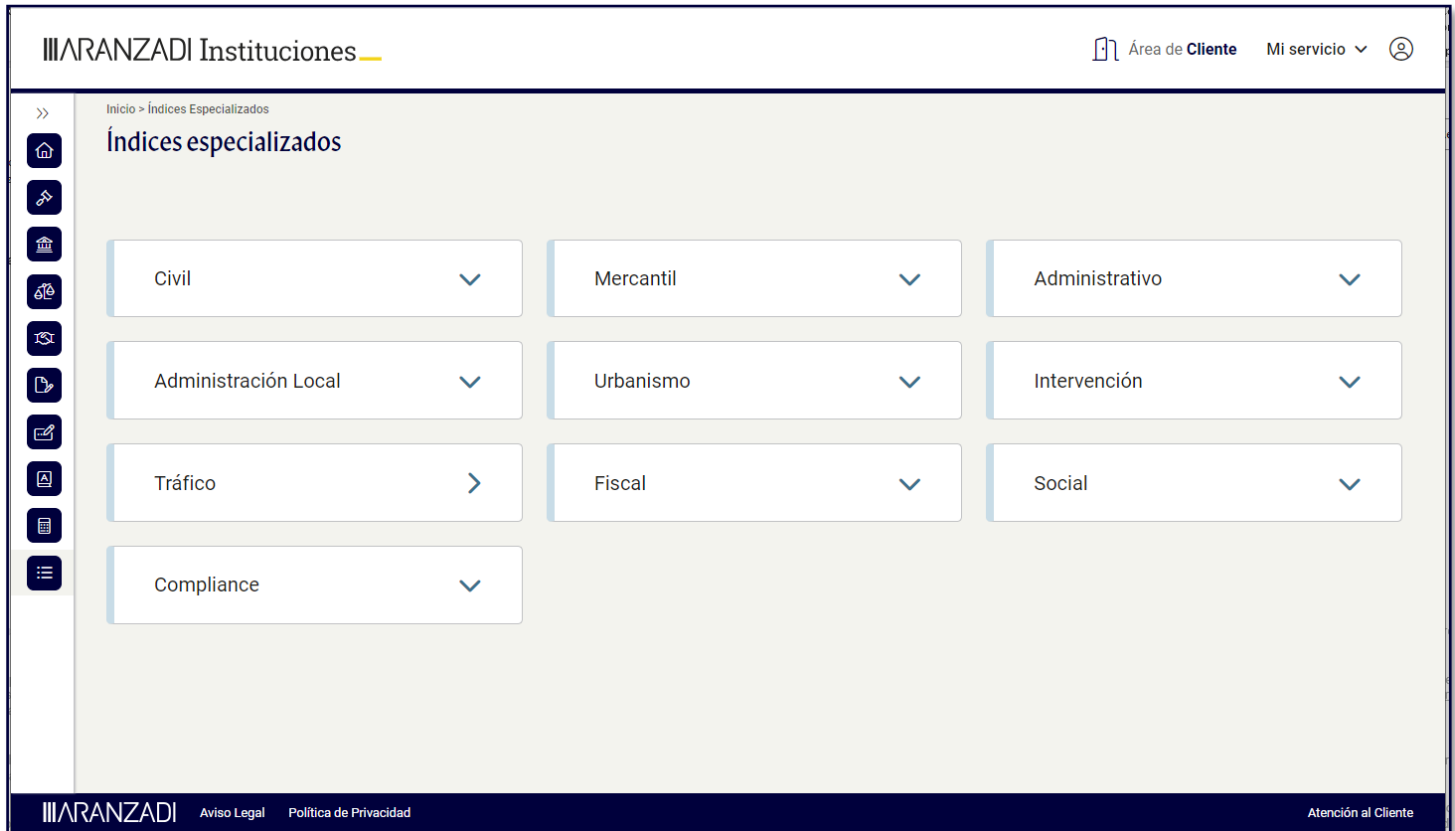 ARANZADI Instituciones
Área de Cliente Mi servicio
Inicio > Índices Especializados
Índices especializados
Civil Mercantil Administrativo
Administración Local Urbanismo Intervención
Tráfico Fiscal Social
Compliance
ARANZADI Aviso Legal Política de Privacidad Atención al Cliente